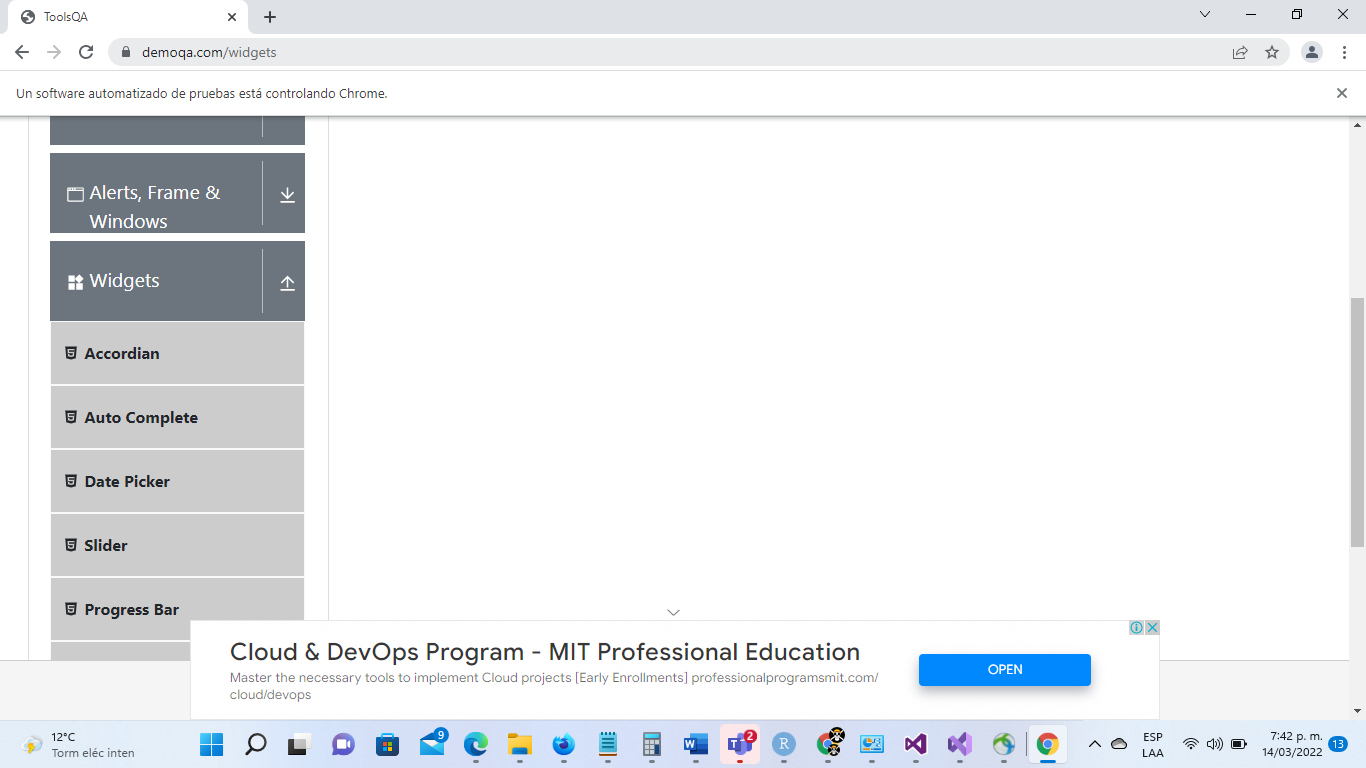 ToolsQA
demoqa.com/widgets
Un software automatizado de pruebas está controlando Chrome.
Alerts, Frame &
Windows
Widgets
Accordian
Auto Complete
Date Picker
Slider
Progress Bar
Cloud & DevOps Program - MIT Professional Education
Master the necessary tools to implement Cloud projects [Early Enrollments] professionalprogramsmit.com/
cloud/devops
OPEN
12°C
Torm eléc inten
9
2
R
ESP
LAA
7:42 p. m.
14/03/2022
13